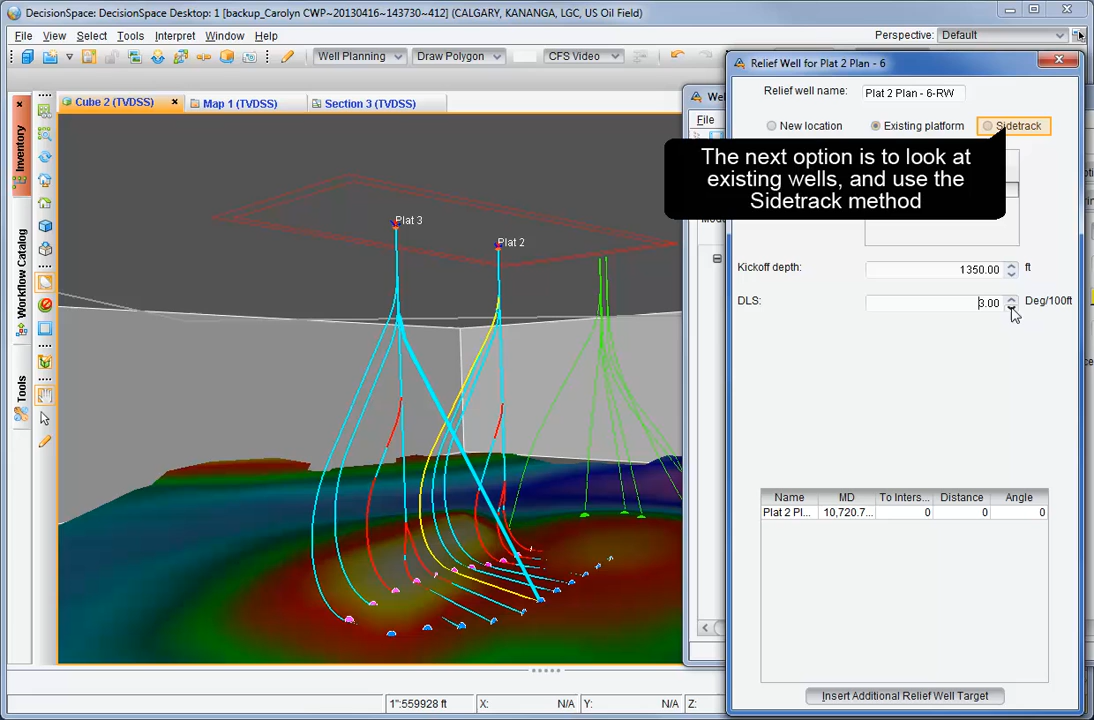 DecisionSpace Desktop: 1 [backup_Carolyn CWP~20130416~143730~412] (CALGARY, KANANGA, LGC, US Oil Field)
File View Select Tools Interpret Window Help
Perspective: Default
Well Planning Draw Polygon CFS Video
Cube 2 (TVDSS) Map 1 (TVDSS) Section 3 (TVDSS)
Inventory
Workflow Catalog
Tools
Plat 3
Plat 2
File
Relief Well for Plat 2 Plan - 6
Relief well name: Plat 2 Plan - 6-RW
New location Existing platform Sidetrack
The next option is to look at
existing wells, and use the
Sidetrack method
Kickoff depth: 1350.00 ft
DLS: 3.00 Deg/100ft
Name MD To Inters... Distance Angle
Plat 2 Pl... 10,720.7... 0 0 0
Insert Additional Relief Well Target
1":559928 ft X: N/A Y: N/A Z: